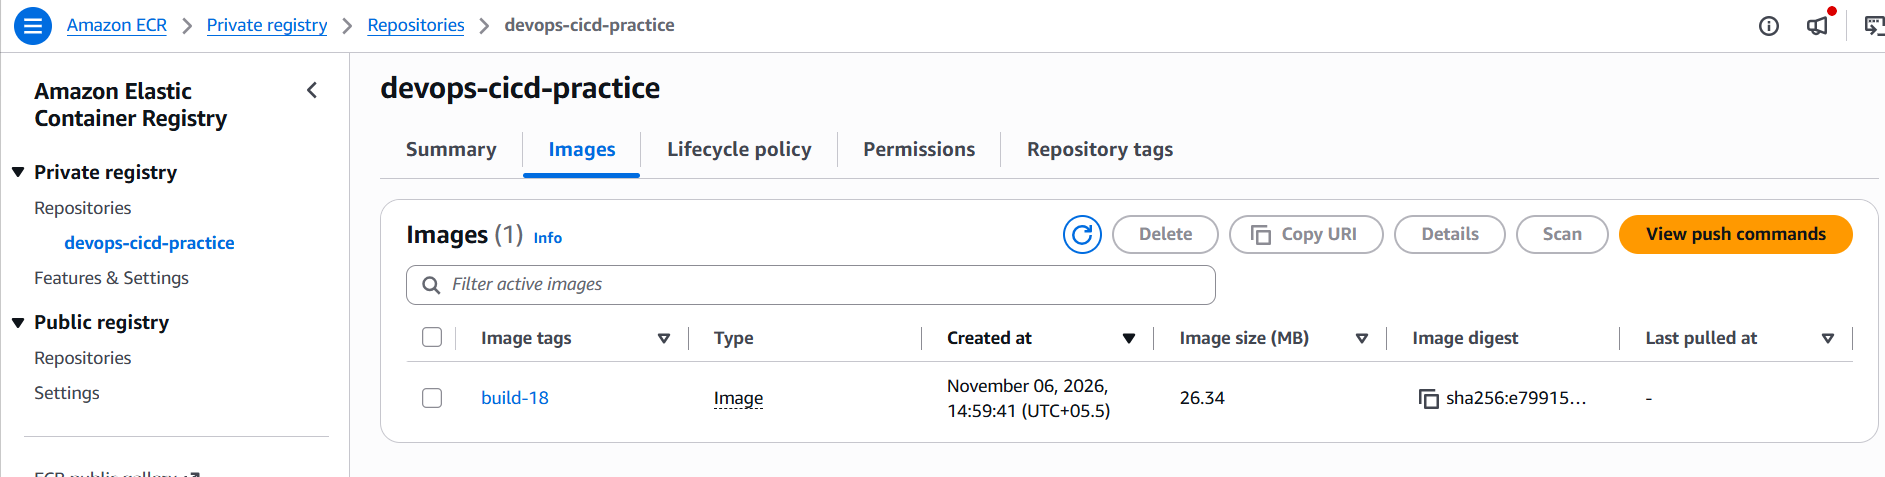 Amazon ECR > Private registry > Repositories > devops-cicd-practice
Amazon Elastic
Container Registry
Private registry
Repositories
devops-cicd-practice
Features & Settings
Public registry
Repositories
Settings
ECR public gallery
devops-cicd-practice
Summary Images Lifecycle policy Permissions Repository tags
Images (1) Info Delete Copy URI Details Scan View push commands
Filter active images
Image tags Type Created at Image size (MB) Image digest Last pulled at
build-18 Image November 06, 2026, 14:59:41 (UTC+05.5) 26.34 sha256:e79915... -